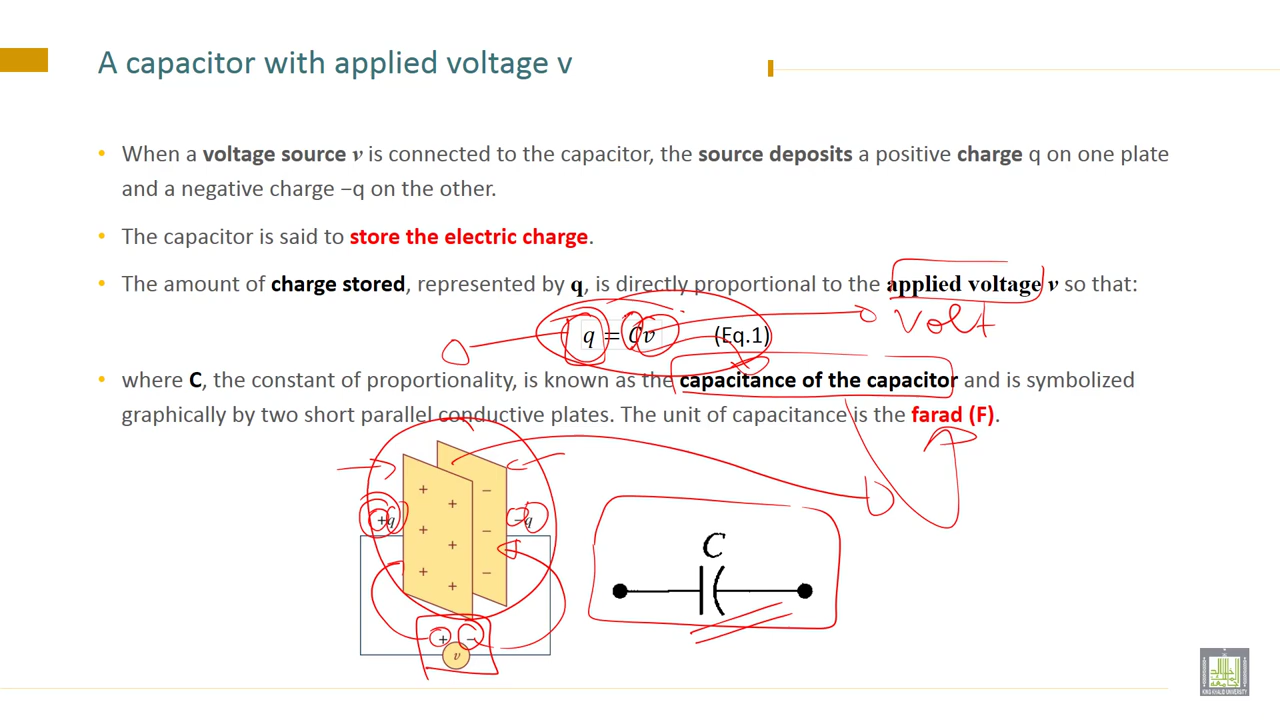 A capacitor with applied voltage v
• When a voltage source v is connected to the capacitor, the source deposits a positive charge q on one plate
and a negative charge −q on the other.
• The capacitor is said to store the electric charge.
• The amount of charge stored, represented by q, is directly proportional to the applied voltage v so that:
volt
q = Cv (Eq.1)
• where C, the constant of proportionality, is known as the capacitance of the capacitor and is symbolized
graphically by two short parallel conductive plates. The unit of capacitance is the farad (F).
+ −
+
+q −q
+ −
+
+ −
+
C
+ −
v
KING KHALID UNIVERSITY